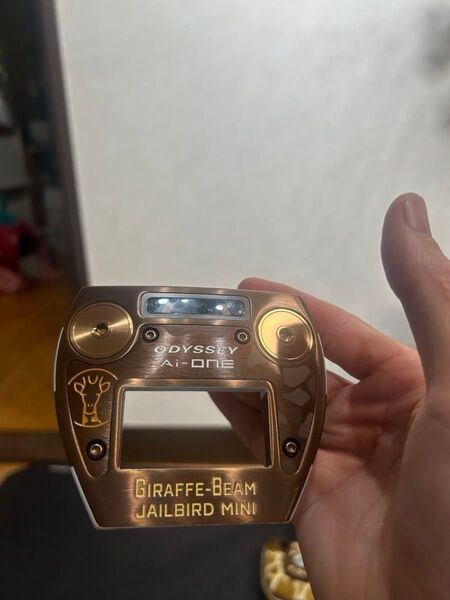 ODYSSEY
Ai-ONE
GIRAFFE-BEAM
JAILBIRD MINI